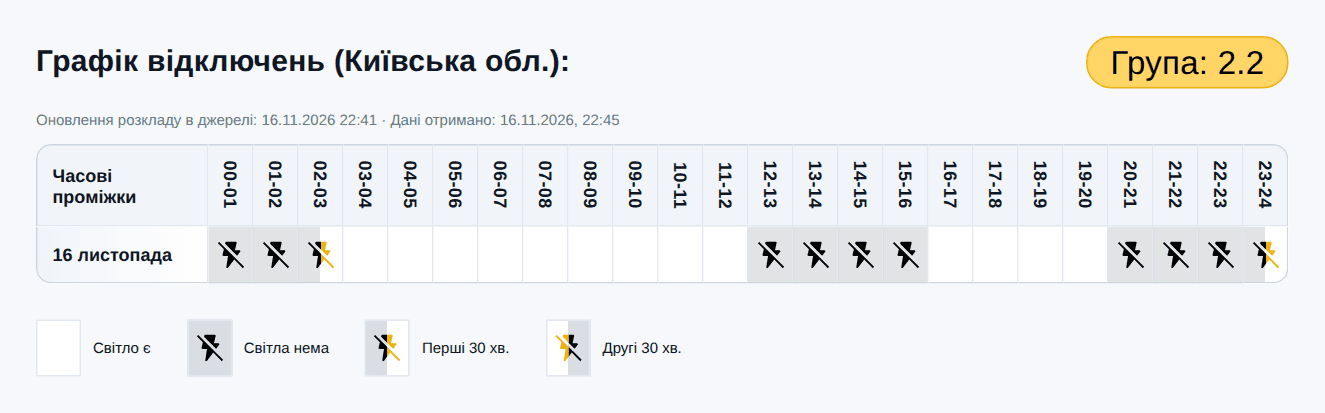 Графік відключень (Київська обл.):
Група: 2.2
Оновлення розкладу в джерелі: 16.11.2026 22:41 · Дані отримано: 16.11.2026, 22:45
Часові
проміжки
00-01 01-02 02-03 03-04 04-05 05-06 06-07 07-08 08-09 09-10 10-11 11-12 12-13 13-14 14-15 15-16 16-17 17-18 18-19 19-20 20-21 21-22 22-23 23-24
16 листопада
Світло є
Світла нема
Перші 30 хв.
Другі 30 хв.